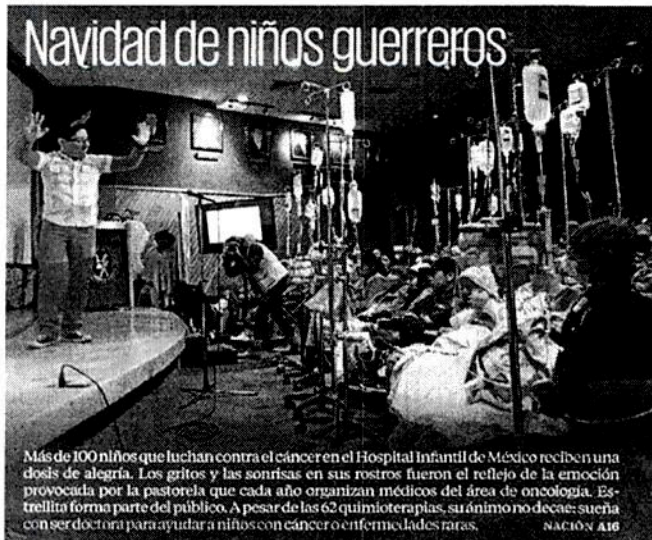 Navidad de niños guerreros
Más de 100 niños que luchan contra el cáncer en el Hospital Infantil de México reciben una
dosis de alegría. Los gritos y las sonrisas en sus rostros fueron el reflejo de la emoción
provocada por la pastorela que cada año organizan médicos del área de oncología. Es-
trellita forma parte del público. A pesar de las 62 quimioterapias, su ánimo no decae: sueña
con ser doctora para ayudar a niños con cáncer o enfermedades raras. NACIÓN A16